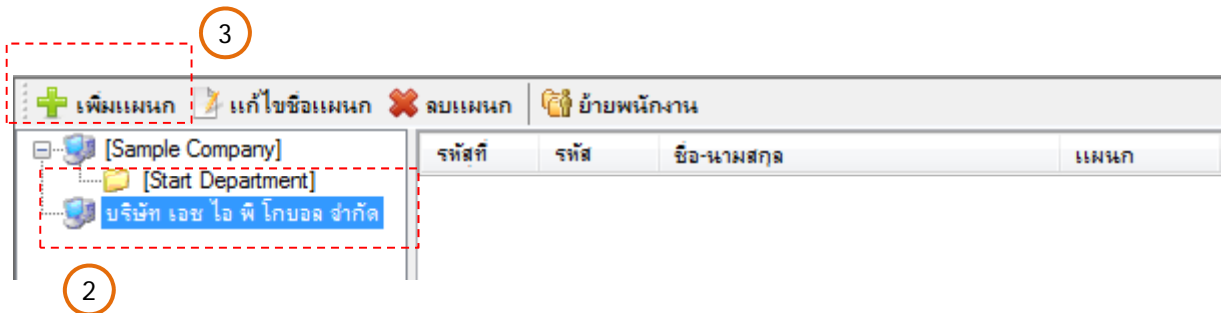 3
เพิ่มแผนก แก้ไขชื่อแผนก ลบแผนก ย้ายพนักงาน
[Sample Company] รหัสที่ รหัส ชื่อ-นามสกุล แผนก
[Start Department]
บริษัท เอช ไอ พี โกบอล จำกัด
2